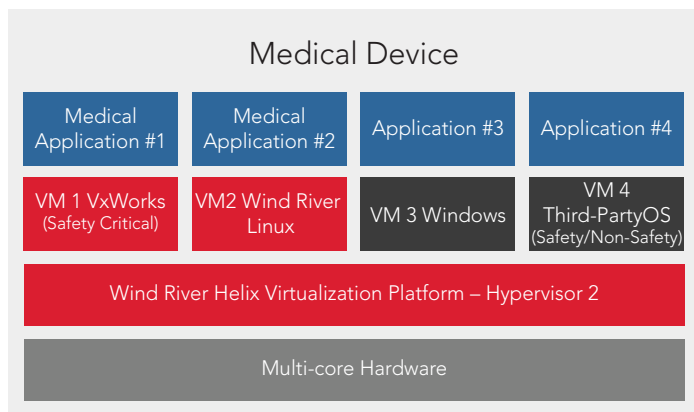 Medical Device
Medical
Application #1
Medical
Application #2
Application #3
Application #4
VM 1 VxWorks
(Safety Critical)
VM2 Wind River
Linux
VM 3 Windows
VM 4
Third-PartyOS
(Safety/Non-Safety)
Wind River Helix Virtualization Platform – Hypervisor 2
Multi-core Hardware